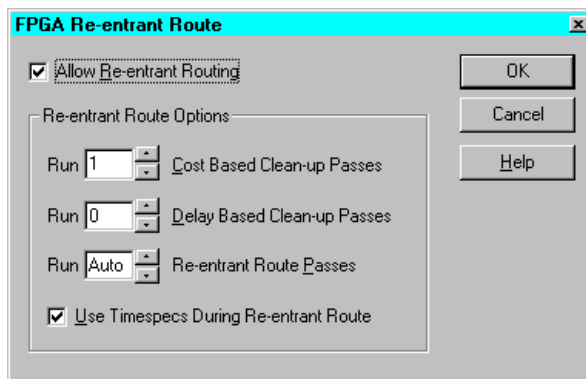 FPGA Re-entrant Route
Allow Re-entrant Routing
OK
Re-entrant Route Options
Cancel
Run 1 Cost Based Clean-up Passes
Help
Run 0 Delay Based Clean-up Passes
Run Auto Re-entrant Route Passes
Use Timespecs During Re-entrant Route